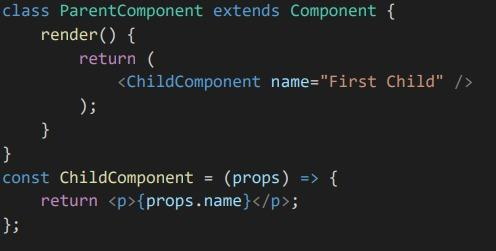 class ParentComponent extends Component {
    render() {
        return (
            <ChildComponent name="First Child" />
        );
    }
}
const ChildComponent = (props) => {
    return <p>{props.name}</p>;
};